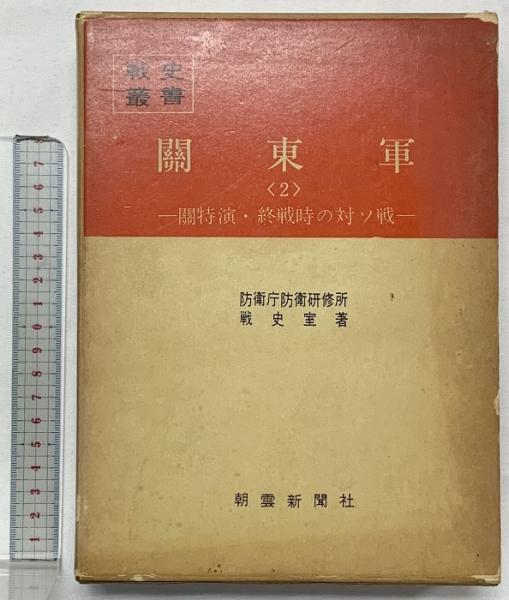 戦史
叢書
關東軍
〈2〉
—關特演・終戦時の対ソ戦—
防衛庁防衛研修所
戦史室著
朝雲新聞社